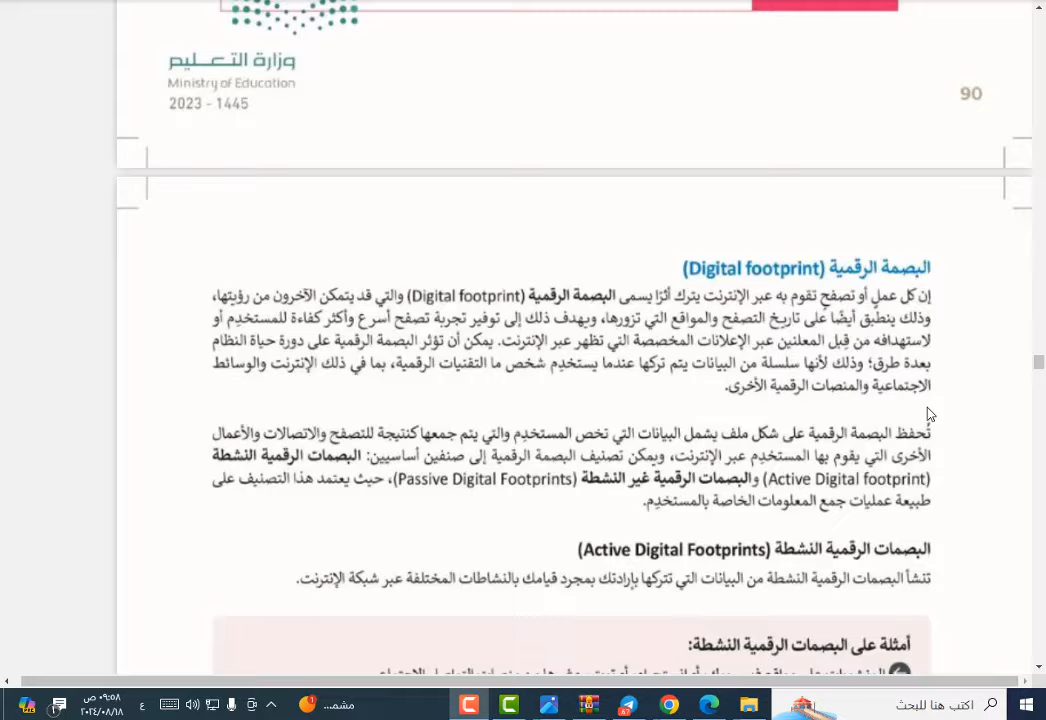 وزارة التعليم
Ministry of Education
2023 - 1445
90
البصمة الرقمية (Digital footprint)
إن كل عملٍ أو تصفحٍ تقوم به عبر الإنترنت يترك أثرًا يسمى البصمة الرقمية (Digital footprint) والتي قد يتمكن الآخرون من رؤيتها،
وذلك ينطبق أيضًا على تاريخ التصفح والمواقع التي تزورها، ويهدف ذلك إلى توفير تجربة تصفح أسرع وأكثر كفاءة للمستخدِم أو
لاستهدافه من قِبل المعلنين عبر الإعلانات المخصصة التي تظهر عبر الإنترنت. يمكن أن تؤثر البصمة الرقمية على دورة حياة النظام
بعدة طرق؛ وذلك لأنها سلسلة من البيانات يتم تركها عندما يستخدِم شخص ما التقنيات الرقمية، بما في ذلك الإنترنت والوسائط
الاجتماعية والمنصات الرقمية الأخرى.
تُحفظ البصمة الرقمية على شكل ملف يشمل البيانات التي تخص المستخدِم والتي يتم جمعها كنتيجة للتصفح والاتصالات والأعمال
الأخرى التي يقوم بها المستخدِم عبر الإنترنت، ويمكن تصنيف البصمة الرقمية إلى صنفين أساسيين: البصمات الرقمية النشطة
(Active Digital footprint) والبصمات الرقمية غير النشطة (Passive Digital Footprints)، حيث يعتمد هذا التصنيف على
طبيعة عمليات جمع المعلومات الخاصة بالمستخدِم.
البصمات الرقمية النشطة (Active Digital Footprints)
تنشأ البصمات الرقمية النشطة من البيانات التي تتركها بإرادتك بمجرد قيامك بالنشاطات المختلفة عبر شبكة الإنترنت.
أمثلة على البصمات الرقمية النشطة:
اكتب هنا للبحث
67
مشمـ...
1
ع
٠٩:٥٨ ص
٢٠٢٤/٠٨/١٨